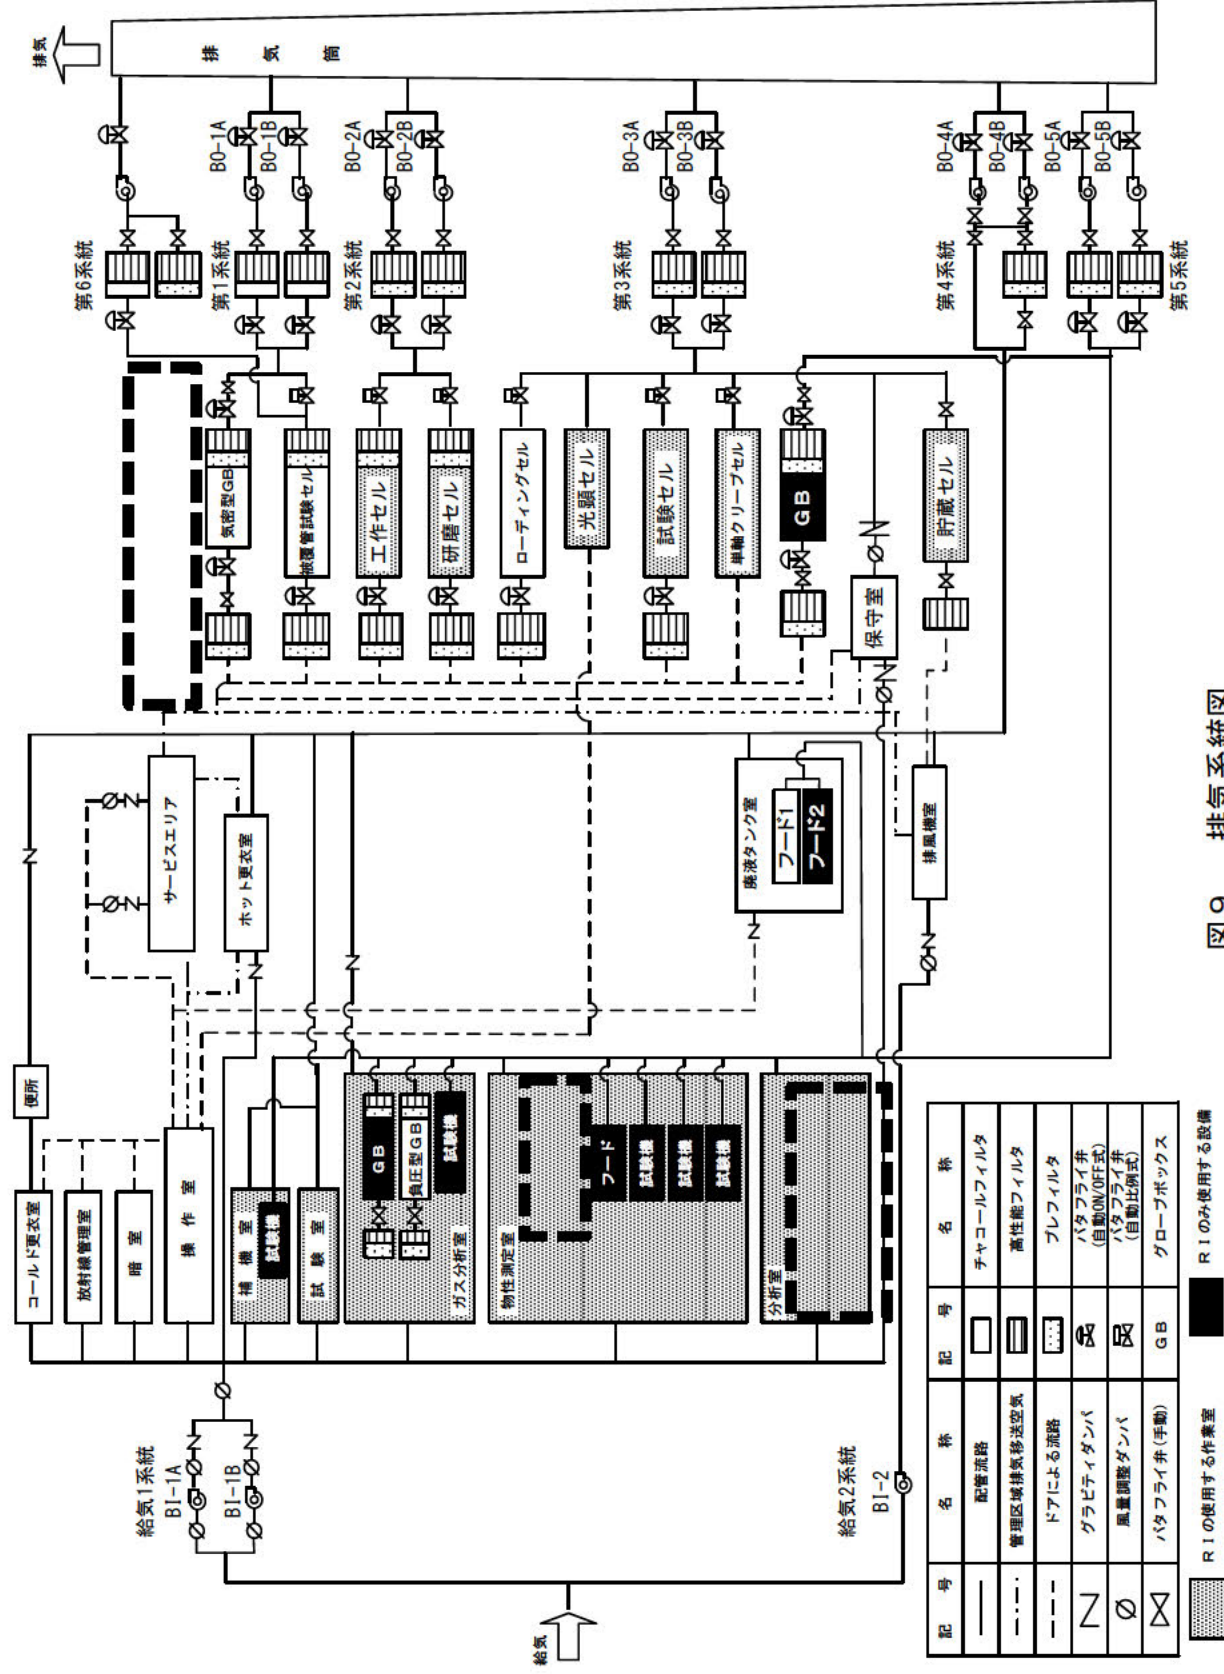 排気
排 気 筒
BO-1A
BO-1B
BO-2A
BO-2B
BO-3A
BO-3B
BO-4A
BO-4B
BO-5A
BO-5B
第6系統
第1系統
第2系統
第3系統
第4系統
第5系統
気密型GB
被覆管試験セル
工作セル
研磨セル
ローディングセル
光顕セル
試験セル
単軸クリープセル
GB
保守室
貯蔵セル
サービスエリア
ホット更衣室
廃液タンク室
フード1
フード2
排風機室
便所
コールド更衣室
放射線管理室
暗 室
操 作 室
補 機 室
試験機
試 験 室
GB
負圧型GB
試験機
ガス分析室
物性測定室
フード
試験機
試験機
試験機
分析室
給気1系統
BI-1A
BI-1B
給気2系統
BI-2
給気
記 号
名 称
記 号
名 称
配管流路
チャコールフィルタ
管理区域排気移送空気
高性能フィルタ
ドアによる流路
プレフィルタ
グラビティダンパ
バタフライ弁
(自動ON/OFF式)
風量調整ダンパ
バタフライ弁
(自動比例式)
バタフライ弁(手動)
GB
グローブボックス
RIの使用する作業室
RIのみ使用する設備
図9 排気系統図